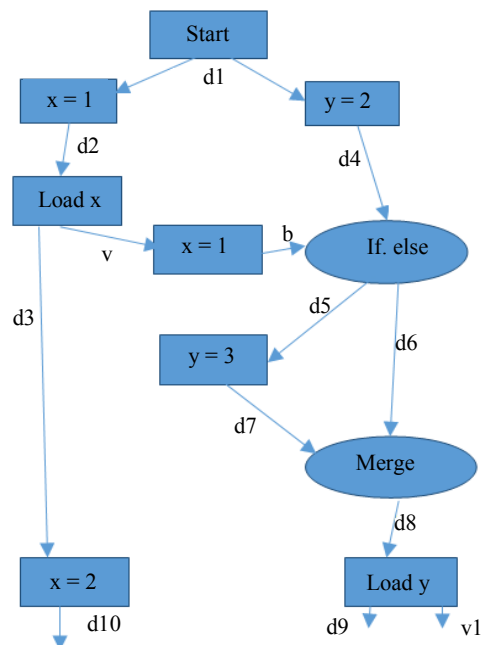 Start
d1
x = 1
y = 2
d2
d4
Load x
v
x = 1
b
If. else
d3
d5
d6
y = 3
d7
Merge
d8
x = 2
Load y
d10
d9
v1